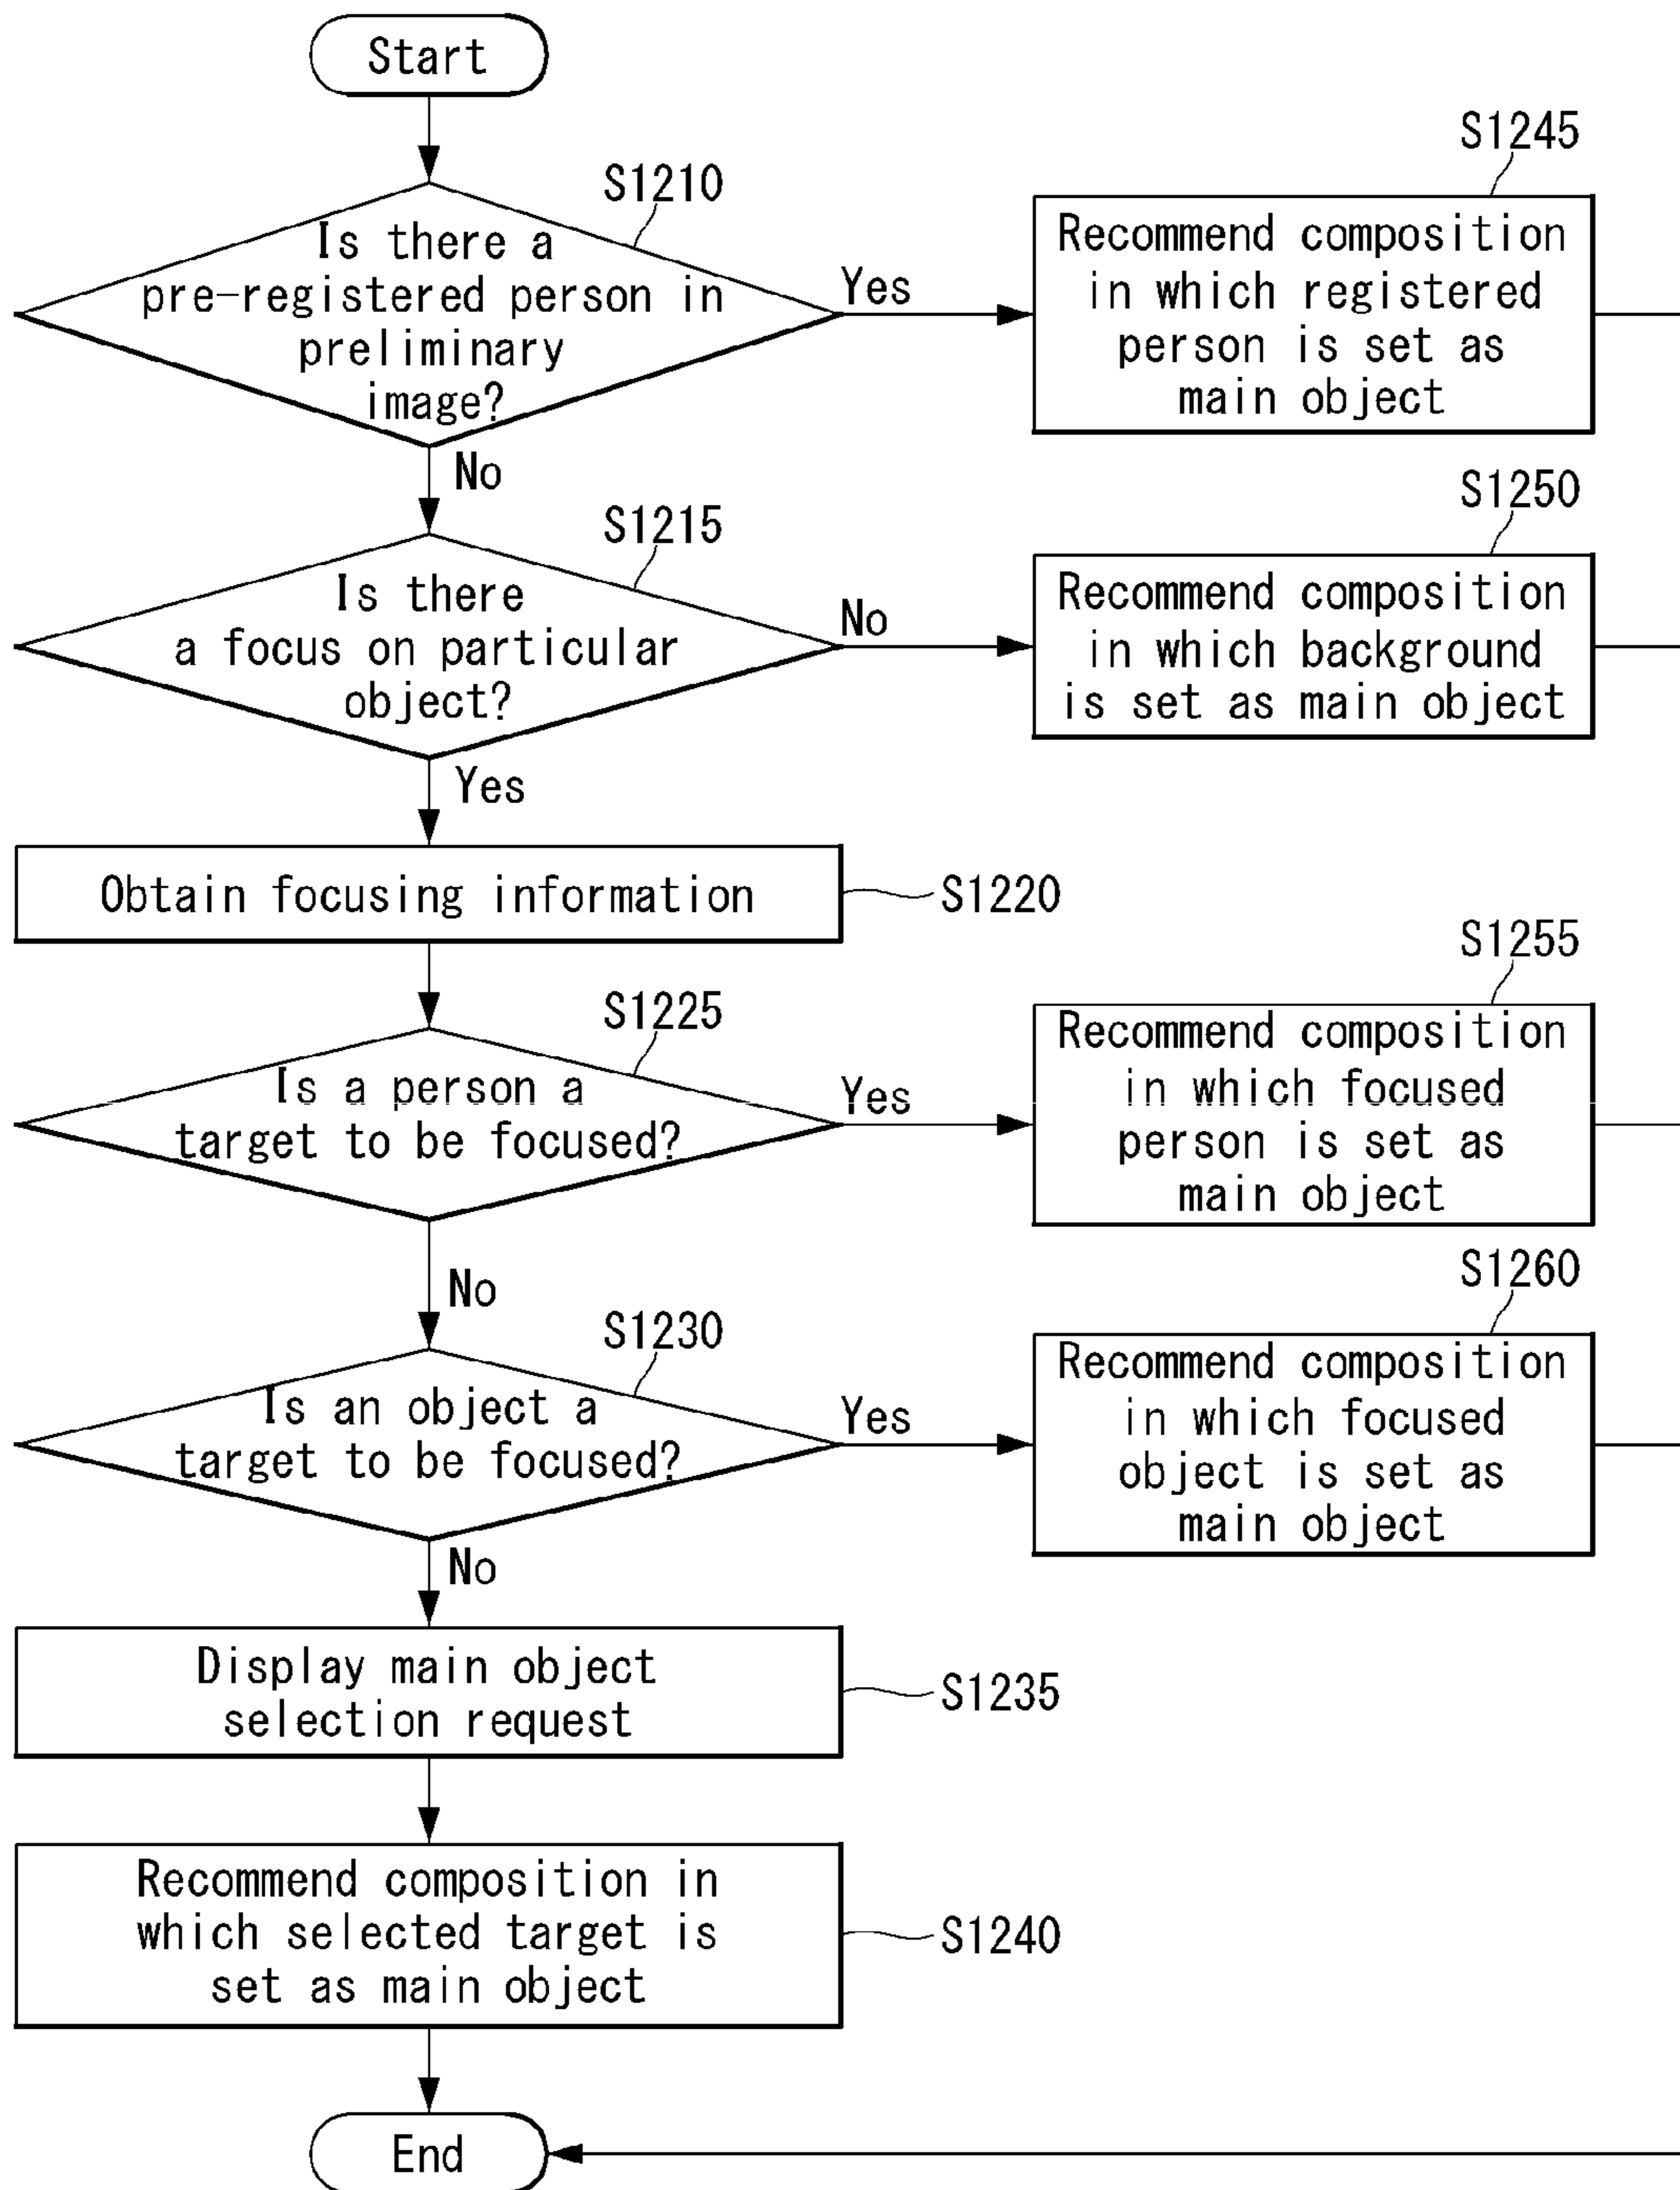 Start
S1210
Is there a
pre-registered person in
preliminary
image?
Yes
No
S1245
Recommend composition
in which registered
person is set as
main object
S1215
Is there
a focus on particular
object?
No
Yes
S1250
Recommend composition
in which background
is set as main object
Obtain focusing information
S1220
S1225
Is a person a
target to be focused?
Yes
No
S1255
Recommend composition
in which focused
person is set as
main object
S1230
Is an object a
target to be focused?
Yes
No
S1260
Recommend composition
in which focused
object is set as
main object
Display main object
selection request
S1235
Recommend composition in
which selected target is
set as main object
S1240
End